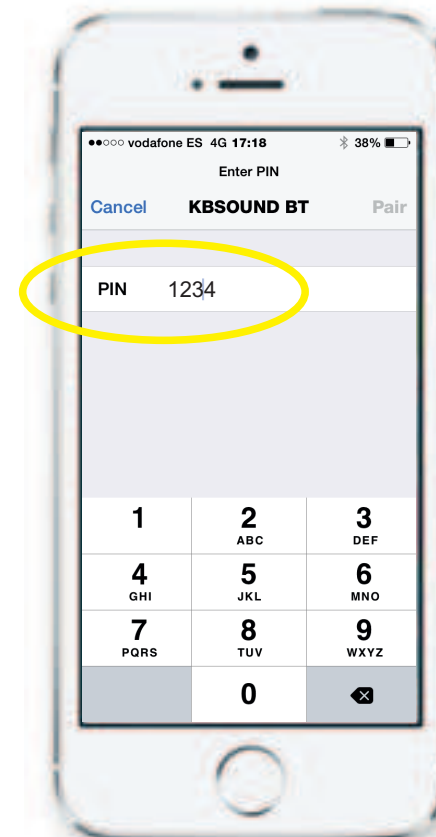 ●●○○○ vodafone ES 4G 17:18 38%
Enter PIN
Cancel KBSOUND BT Pair
PIN 1234
1 2 3
ABC DEF
4 5 6
GHI JKL MNO
7 8 9
PQRS TUV WXYZ
0